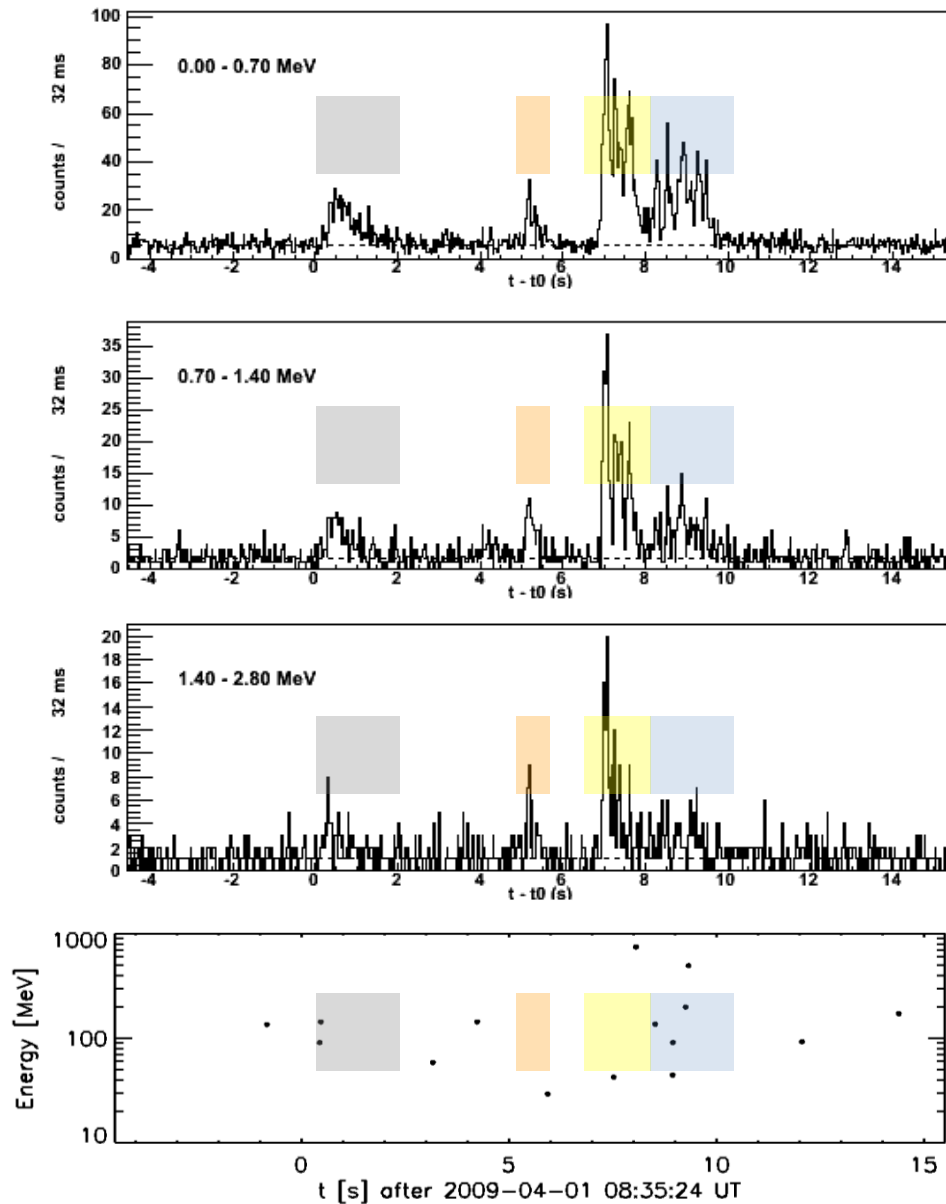 100
80
60
40
20
0
0.00 - 0.70 MeV
counts / 32 ms
-4 -2 0 2 4 6 8 10 12 14
t - t0 (s)
35
30
25
20
15
10
5
0
0.70 - 1.40 MeV
counts / 32 ms
-4 -2 0 2 4 6 8 10 12 14
t - t0 (s)
20
18
16
14
12
10
8
6
4
2
0
1.40 - 2.80 MeV
counts / 32 ms
-4 -2 0 2 4 6 8 10 12 14
t - t0 (s)
1000
100
10
Energy [MeV]
0 5 10 15
t [s] after 2009-04-01 08:35:24 UT